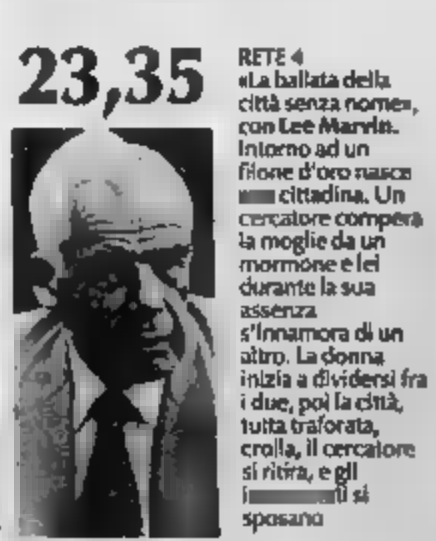 23,35
RETE 4
«La ballata della
città senza nome»,
con Lee Marvin.
Intorno ad un
filone d'oro nasce
cittadina. Un
cercatore compera
la moglie da un
mormone e lei
durante la sua
assenza
s'innamora di un
altro. La donna
inizia a dividersi fra
i due, poi la città,
tutta traforata,
crolla, il cercatore
si ritira, e gli
si
sposano